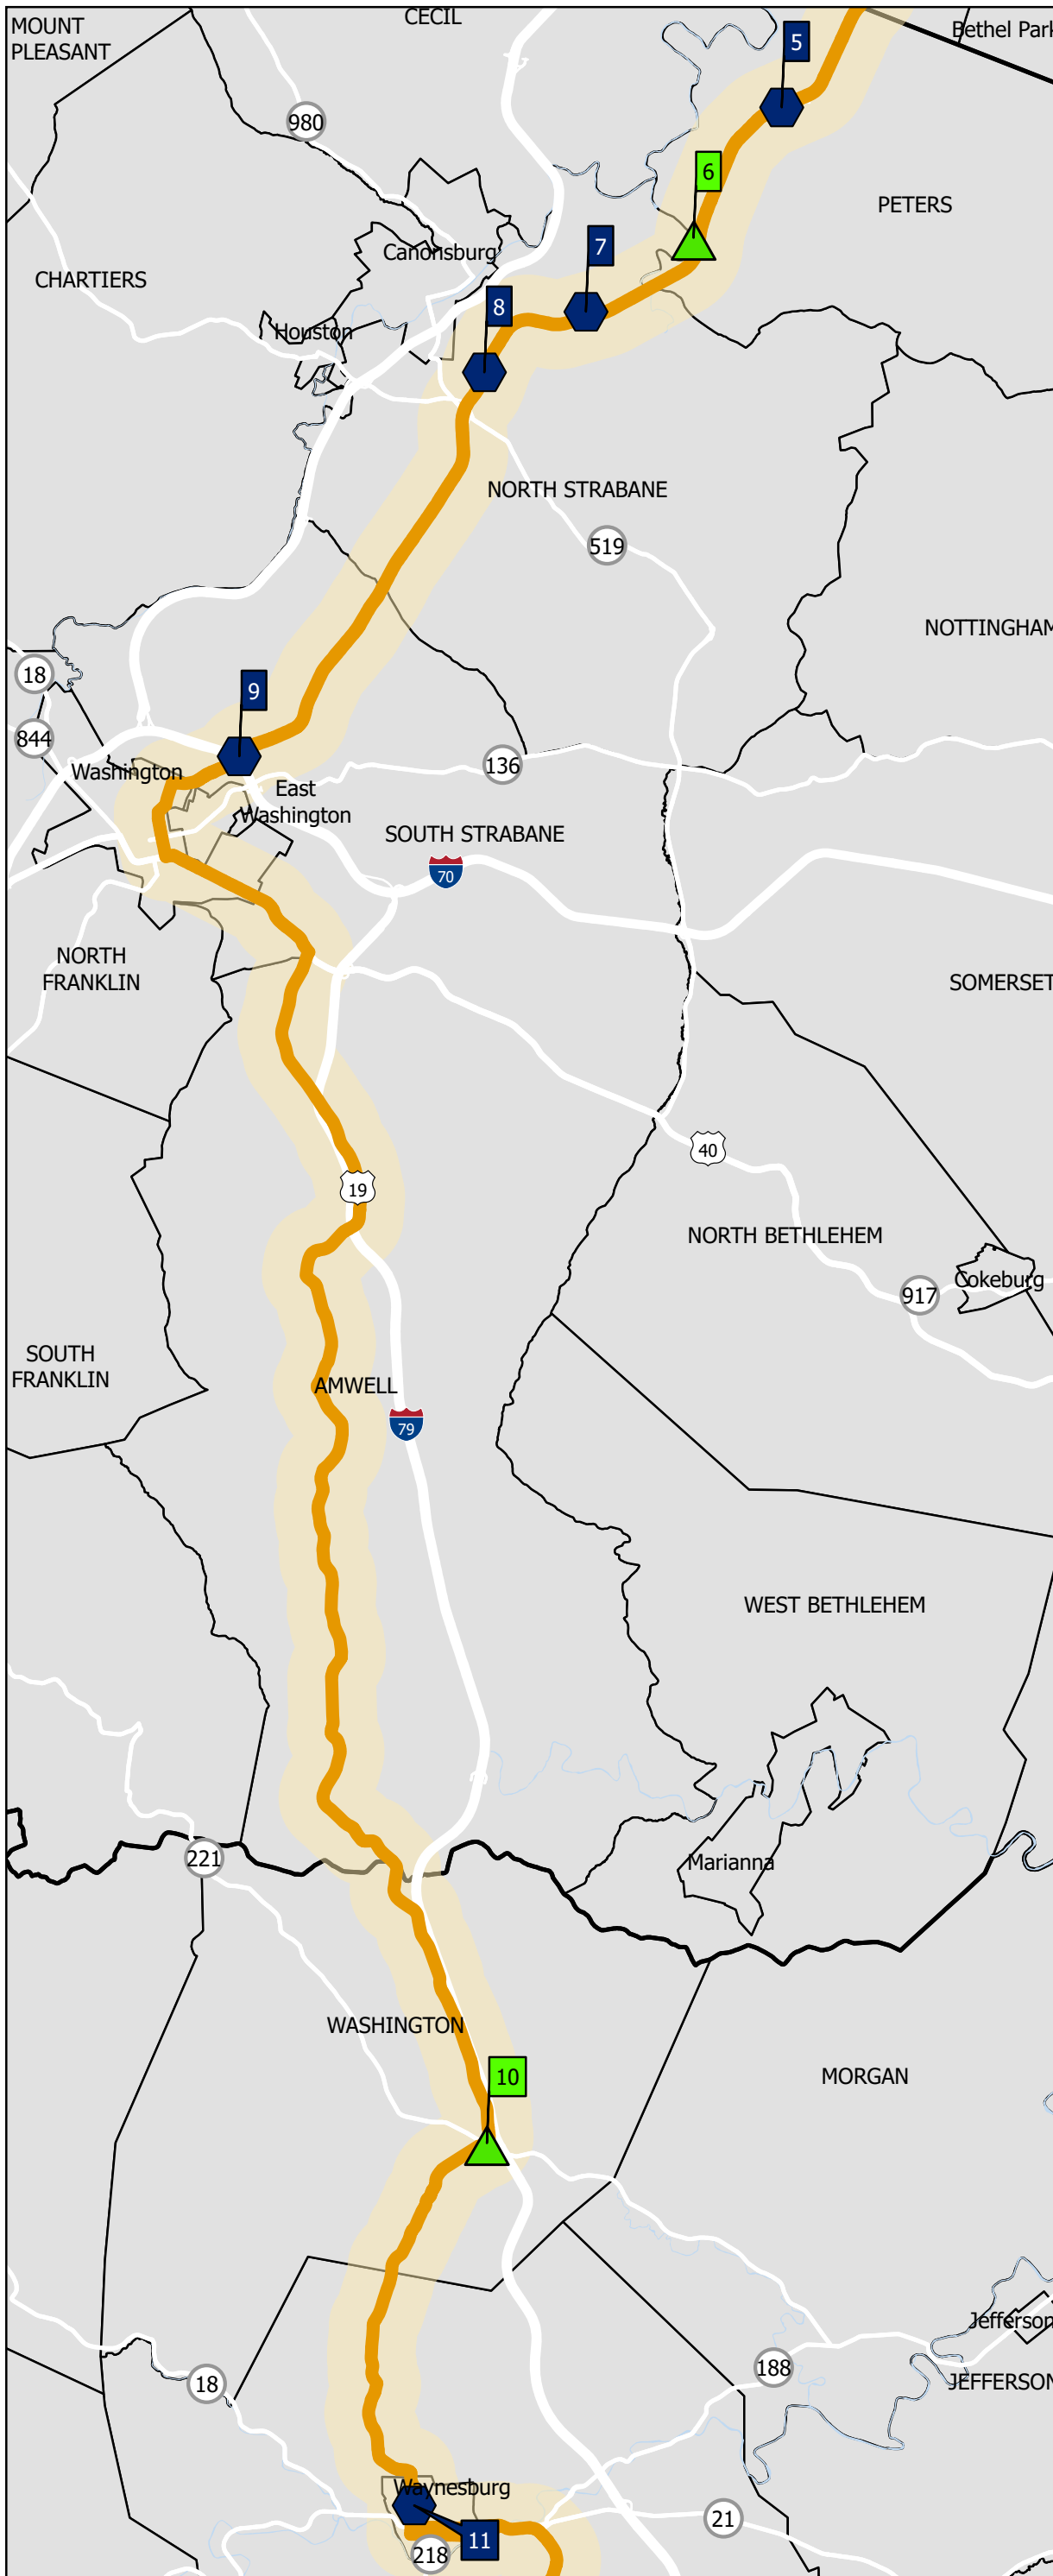 CECIL
MOUNT
PLEASANT
Bethel Park
5
980
6
PETERS
7
Canonsburg
CHARTIERS
8
Houston
NORTH STRABANE
519
NOTTINGHAM
18
9
844
136
Washington
East
Washington
SOUTH STRABANE
70
NORTH
FRANKLIN
SOMERSET
40
19
NORTH BETHLEHEM
Cokeburg
917
SOUTH
FRANKLIN
AMWELL
79
WEST BETHLEHEM
221
Marianna
WASHINGTON
10
MORGAN
Jefferson
188
18
JEFFERSON
Waynesburg
21
11
218